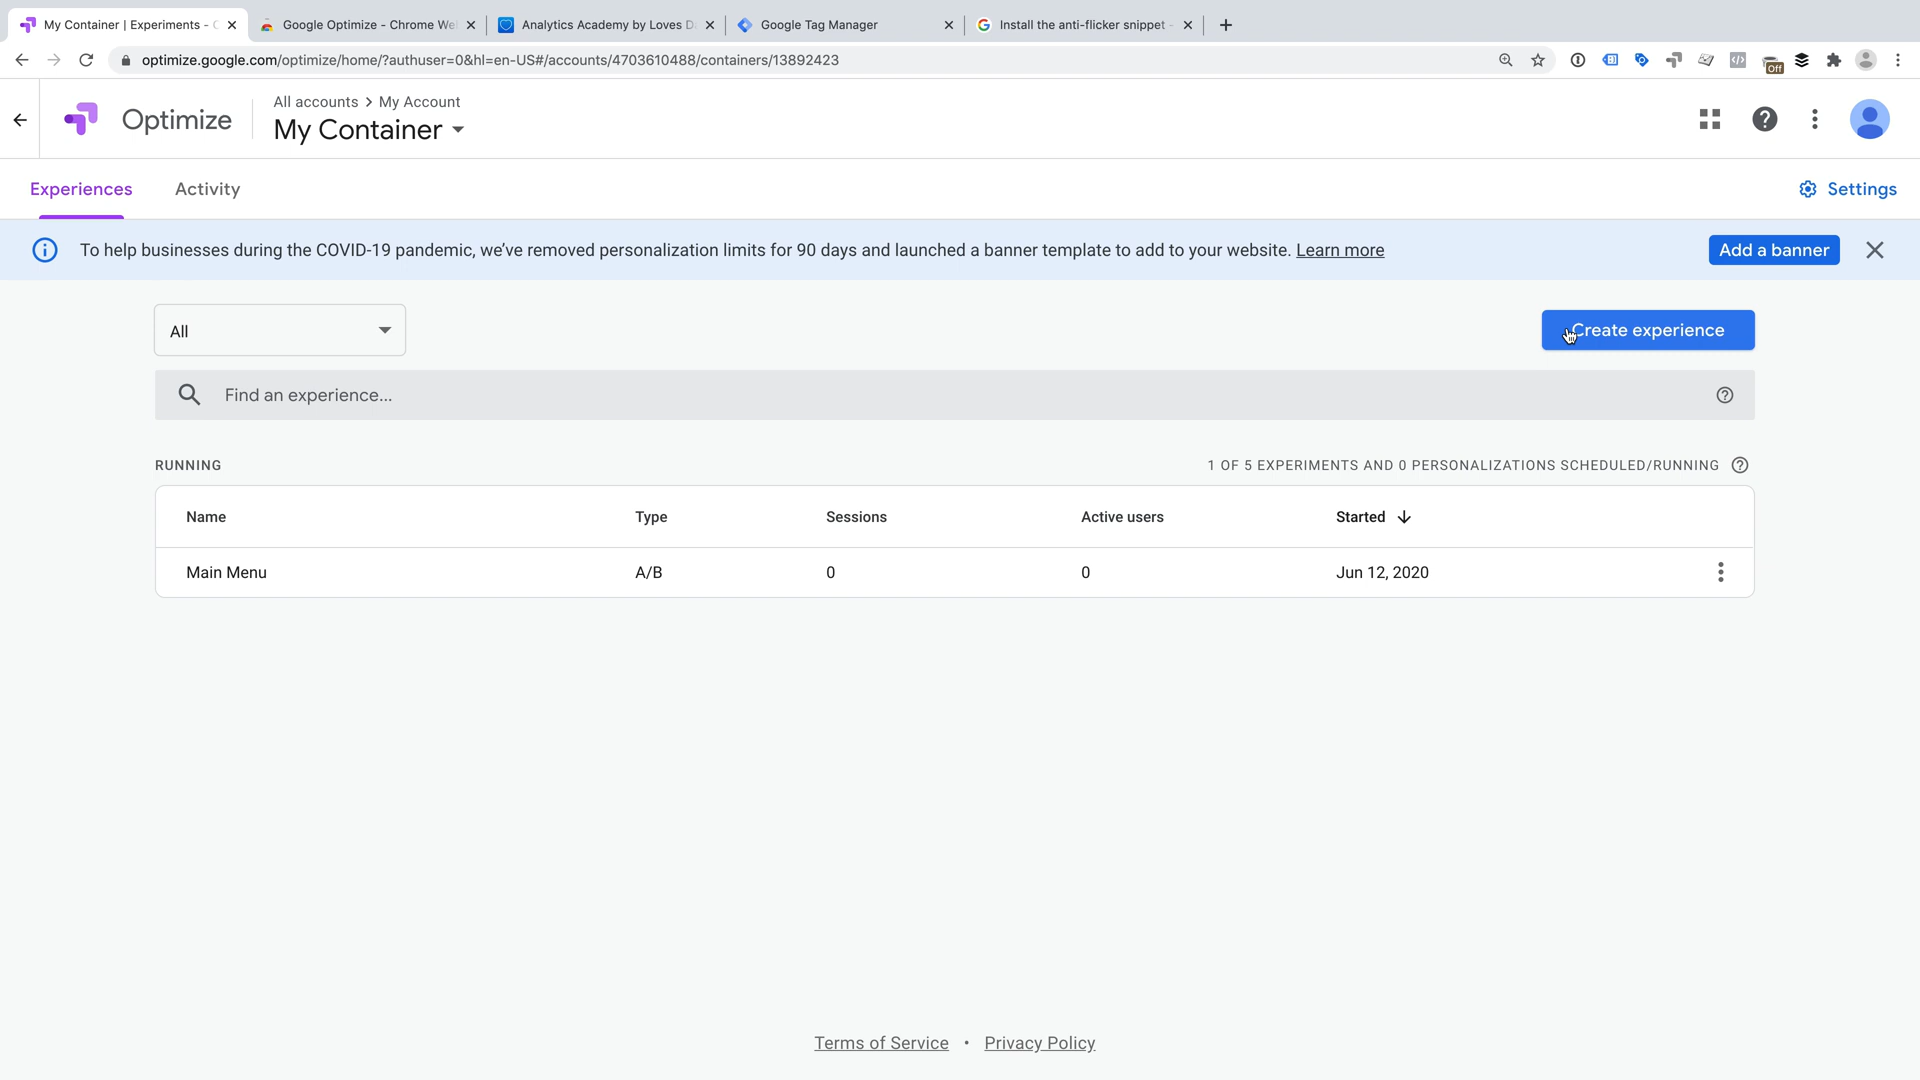 My Container | Experiments -
Google Optimize - Chrome We
Analytics Academy by Loves D
Google Tag Manager
Install the anti-flicker snippet -
optimize.google.com/optimize/home/?authuser=0&hl=en-US#/accounts/4703610488/containers/13892423
Off
Optimize
All accounts > My Account
My Container
Experiences
Activity
Settings
To help businesses during the COVID-19 pandemic, we've removed personalization limits for 90 days and launched a banner template to add to your website. Learn more
Add a banner
All
Create experience
Find an experience...
RUNNING
1 OF 5 EXPERIMENTS AND 0 PERSONALIZATIONS SCHEDULED/RUNNING
Name Type Sessions Active users Started
Main Menu A/B 0 0 Jun 12, 2020
Terms of Service • Privacy Policy